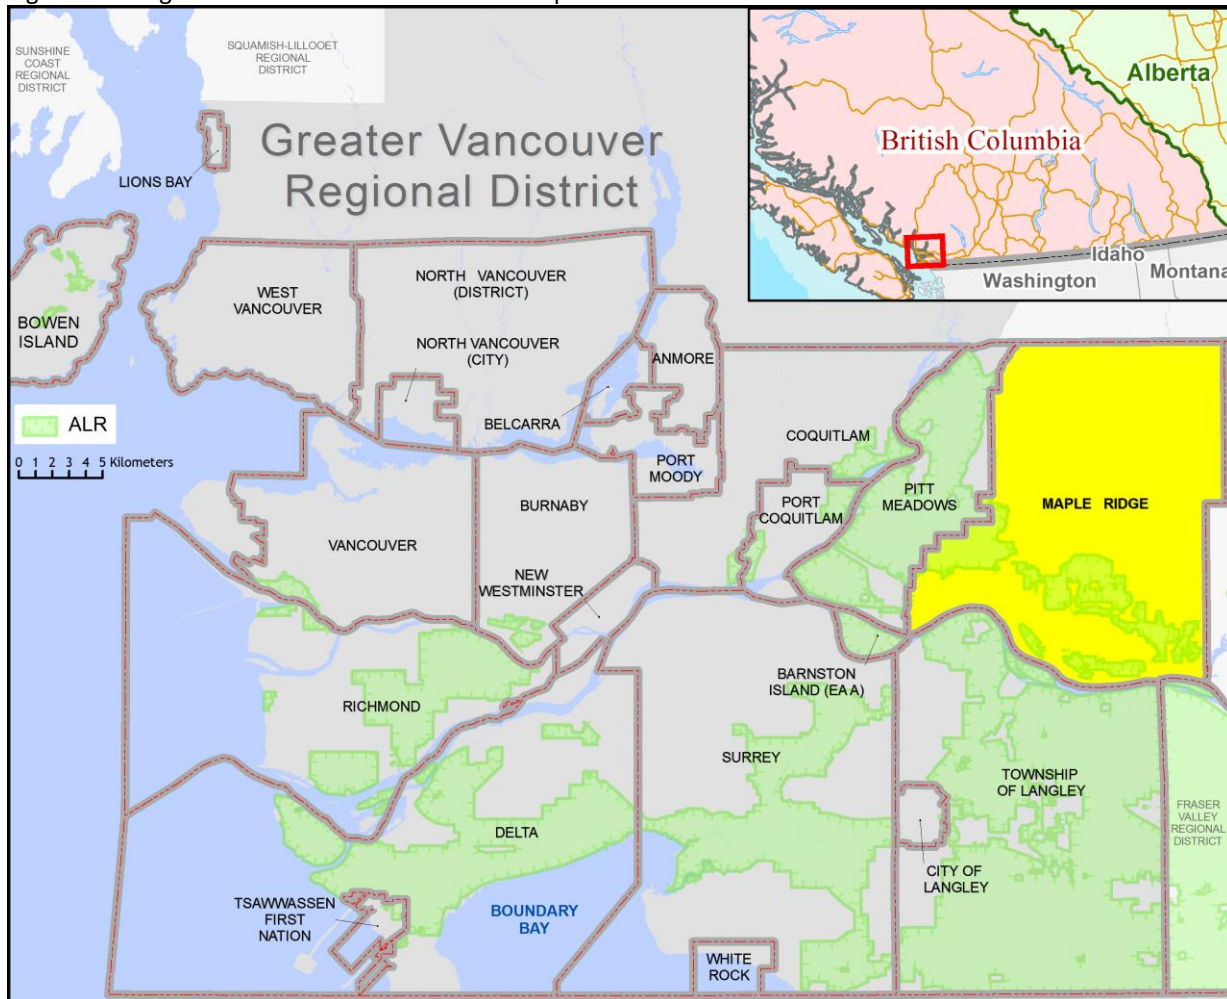 SUNSHINE
COAST
REGIONAL
DISTRICT
SQUAMISH-LILLOOET
REGIONAL
DISTRICT
Alberta
British Columbia
Idaho
Montana
Washington
Greater Vancouver
Regional District
LIONS BAY
BOWEN
ISLAND
WEST
VANCOUVER
NORTH VANCOUVER
(DISTRICT)
NORTH VANCOUVER
(CITY)
ANMORE
BELCARRA
ALR
0 1 2 3 4 5 Kilometers
COQUITLAM
PORT
MOODY
PORT
COQUITLAM
PITT
MEADOWS
MAPLE RIDGE
BURNABY
VANCOUVER
NEW
WESTMINSTER
BARNSTON
ISLAND (EA A)
RICHMOND
SURREY
TOWNSHIP
OF LANGLEY
FRASER
VALLEY
REGIONAL
DISTRICT
DELTA
CITY OF
LANGLEY
TSAWWASSEN
FIRST
NATION
BOUNDARY
BAY
WHITE
ROCK